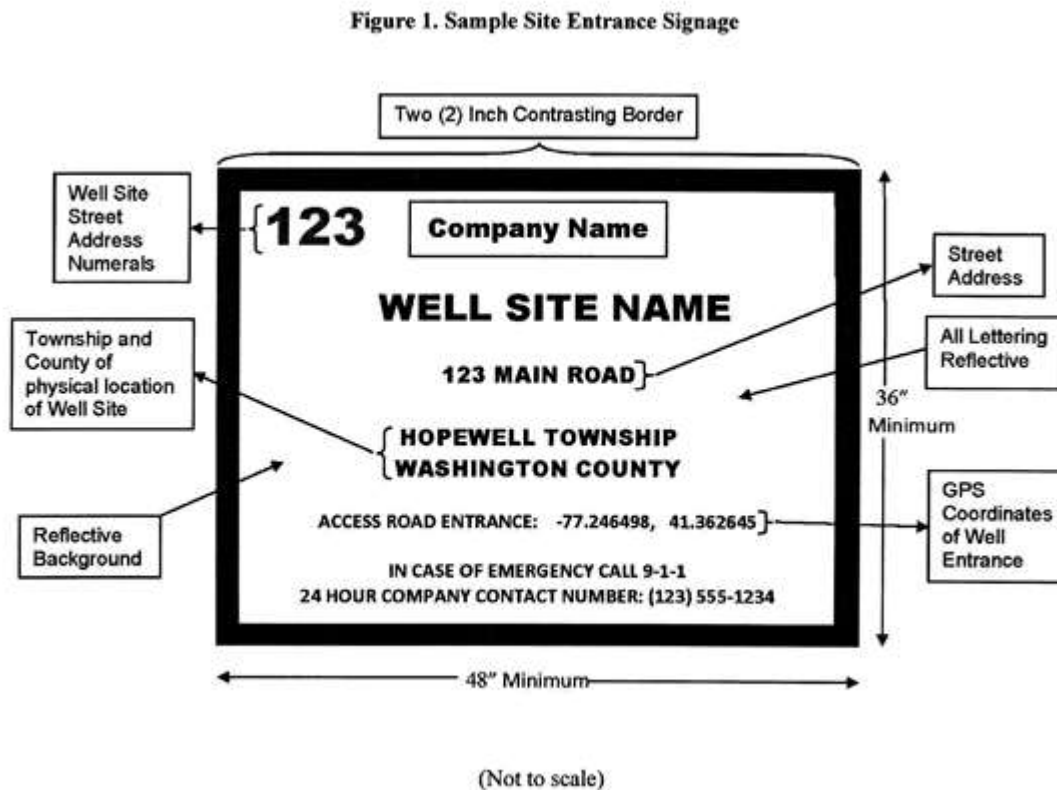 Figure 1. Sample Site Entrance Signage
Two (2) Inch Contrasting Border
Well Site
Street
Address
Numerals
123
Company Name
Street
Address
WELL SITE NAME
Township and
County of
physical location
of Well Site
All Lettering
Reflective
123 MAIN ROAD
36"
Minimum
HOPEWELL TOWNSHIP
WASHINGTON COUNTY
GPS
Coordinates
of Well
Entrance
Reflective
Background
ACCESS ROAD ENTRANCE: -77.246498, 41.362645
IN CASE OF EMERGENCY CALL 9-1-1
24 HOUR COMPANY CONTACT NUMBER: (123) 555-1234
48" Minimum
(Not to scale)